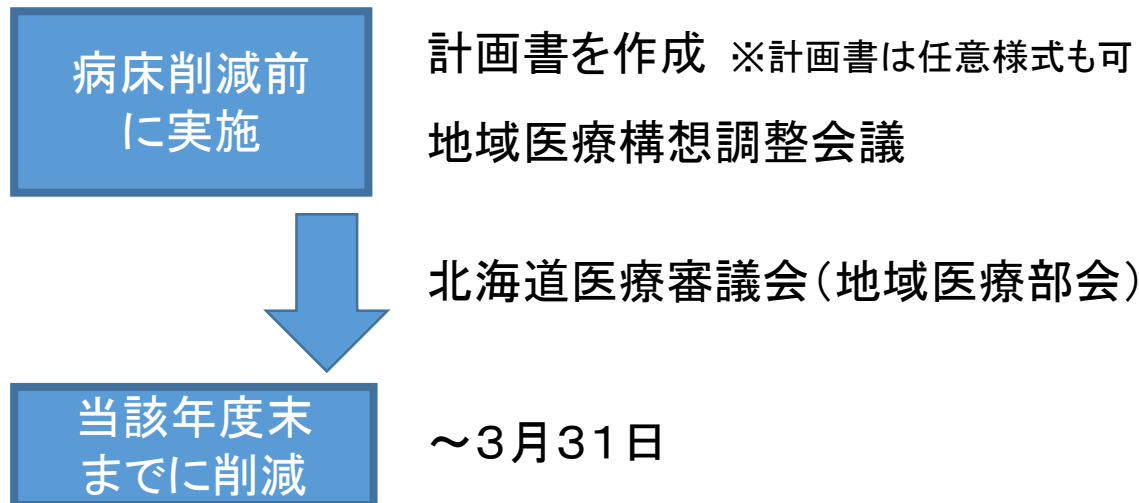 病床削減前
に実施
計画書を作成 ※計画書は任意様式も可
地域医療構想調整会議
北海道医療審議会（地域医療部会）
当該年度末
までに削減
～３月３１日